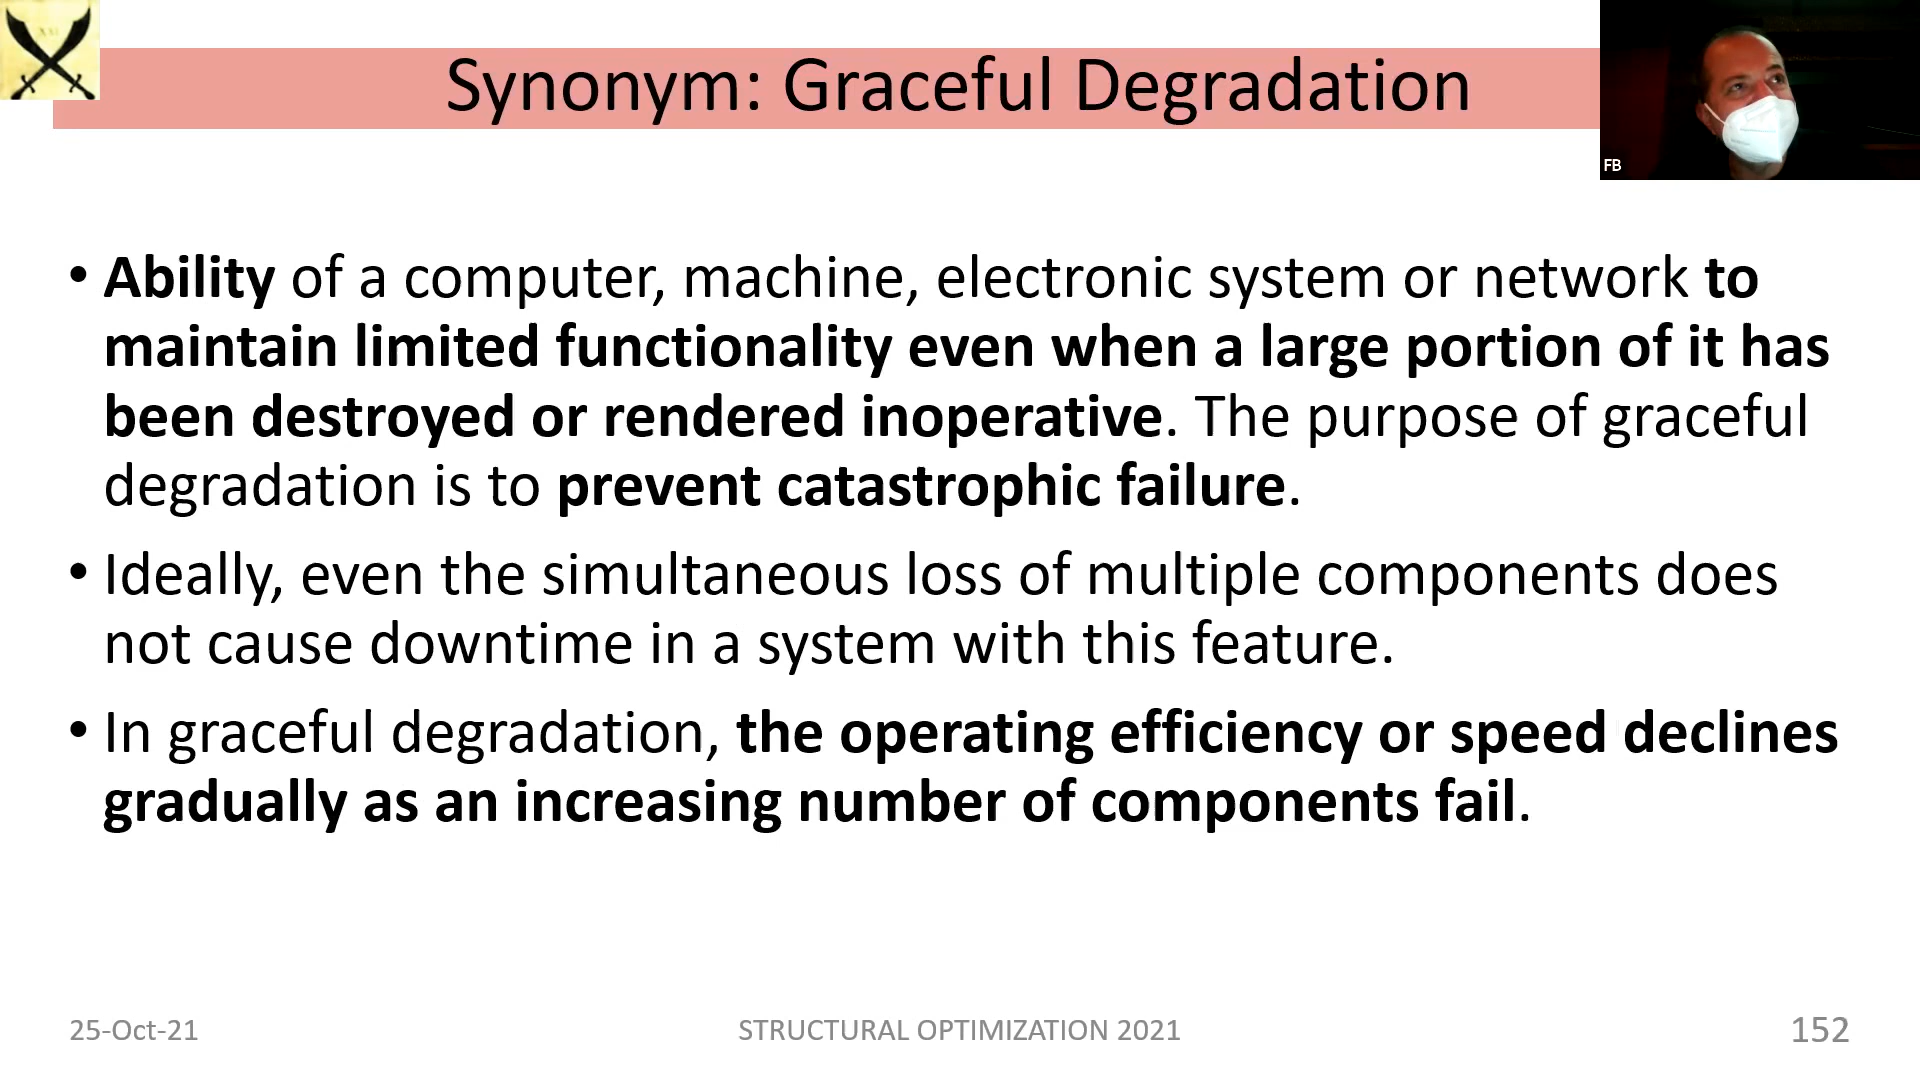 Synonym: Graceful Degradation
FB
• Ability of a computer, machine, electronic system or network to
maintain limited functionality even when a large portion of it has
been destroyed or rendered inoperative. The purpose of graceful
degradation is to prevent catastrophic failure.
• Ideally, even the simultaneous loss of multiple components does
not cause downtime in a system with this feature.
• In graceful degradation, the operating efficiency or speed declines
gradually as an increasing number of components fail.
25-Oct-21
STRUCTURAL OPTIMIZATION 2021
152